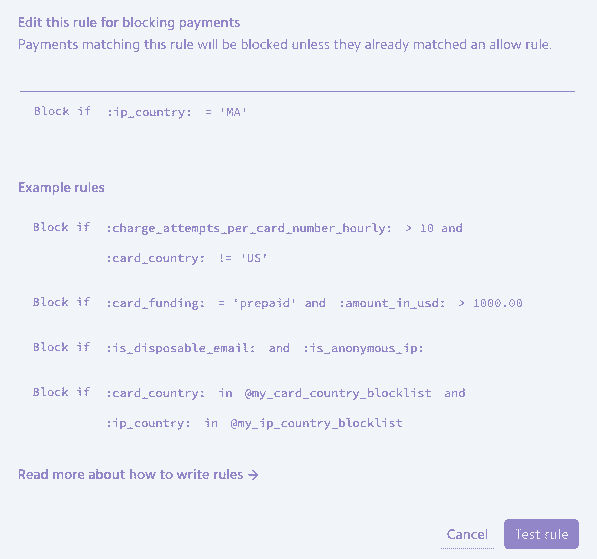 Edit this rule for blocking payments
Payments matching this rule will be blocked unless they already matched an allow rule.
Block if :ip_country: = 'MA'
Example rules
Block if :charge_attempts_per_card_number_hourly: > 10 and
:card_country: != 'US'
Block if :card_funding: = 'prepaid' and :amount_in_usd: > 1000.00
Block if :is_disposable_email: and :is_anonymous_ip:
Block if :card_country: in @my_card_country_blocklist and
:ip_country: in @my_ip_country_blocklist
Read more about how to write rules →
Cancel Test rule